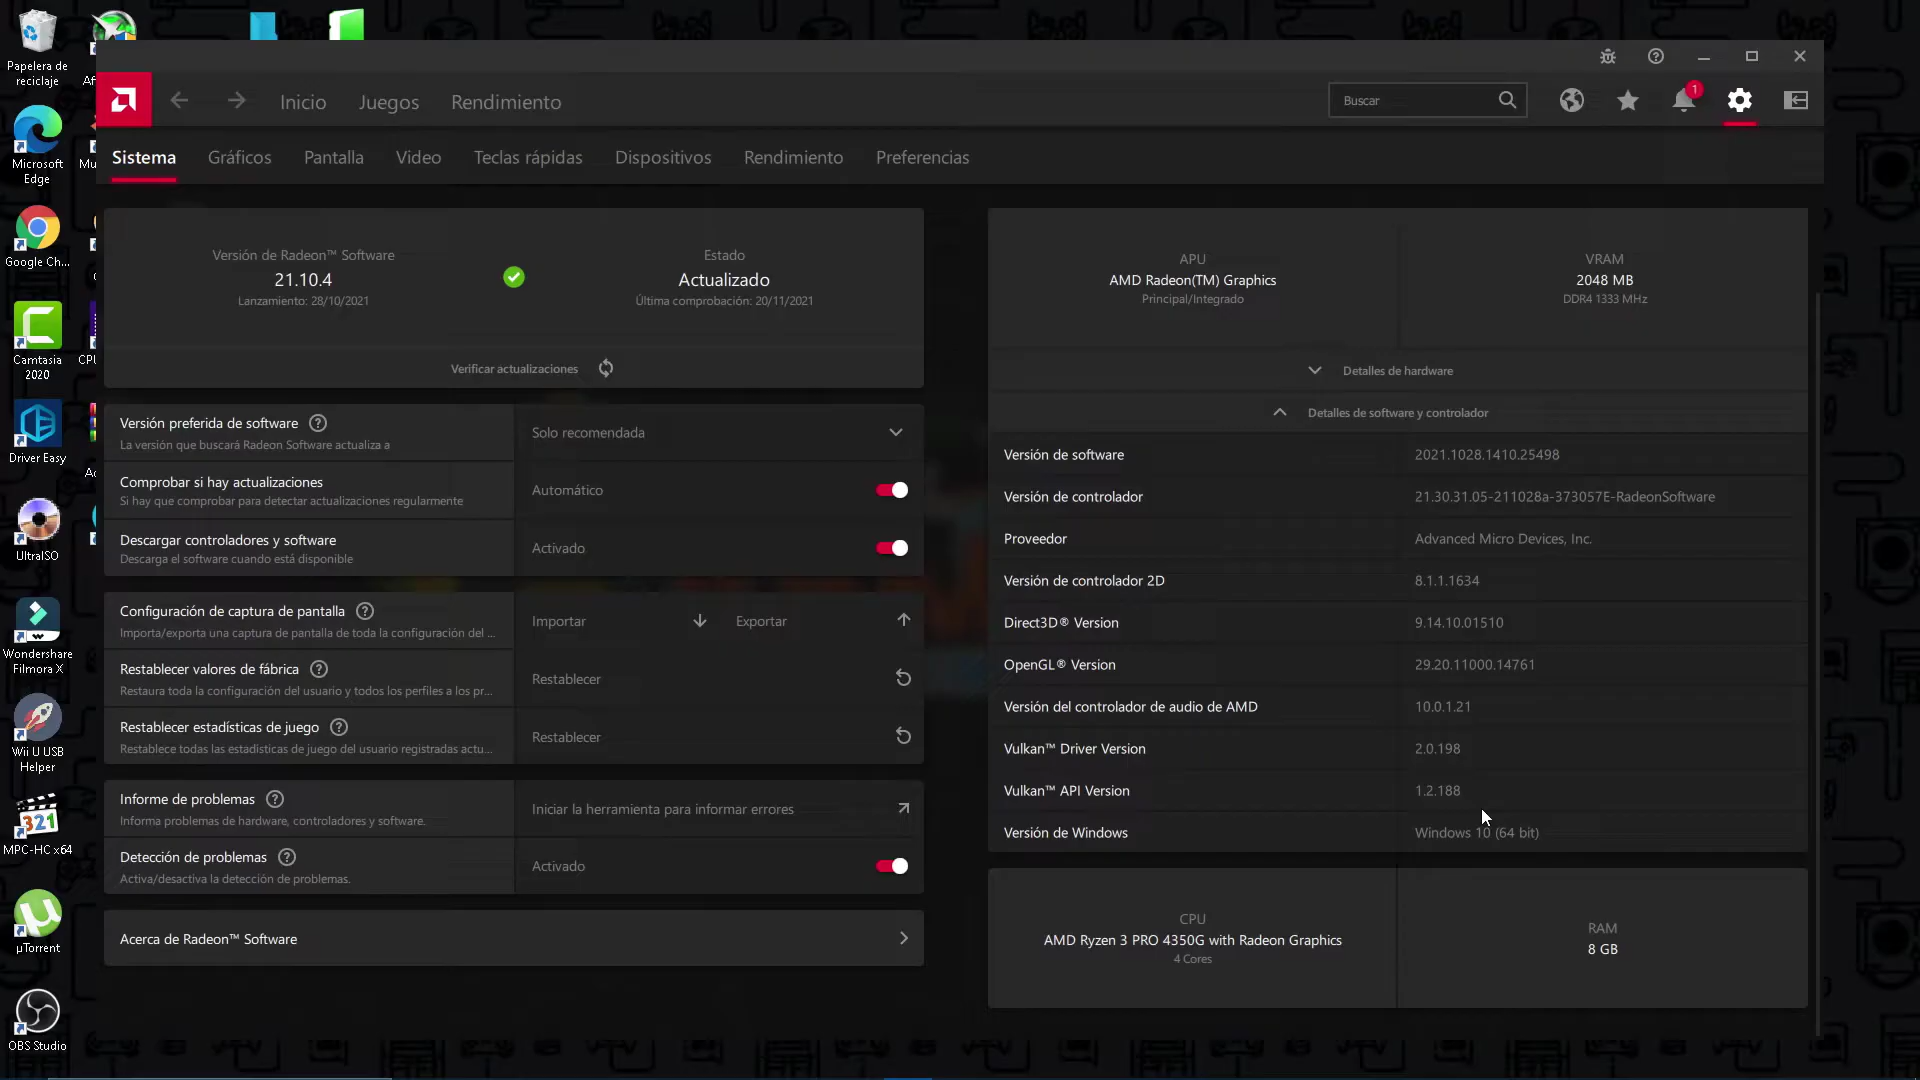 Papelera de
reciclaje
Af
Microsoft
Edge
Mu
Google Ch...
Camtasia
2020
CPU
Driver Easy
Ac
UltraISO
Wondershare
Filmora X
Wii U USB
Helper
MPC-HC x64
µTorrent
OBS Studio
Inicio
Juegos
Rendimiento
Buscar
1
Sistema
Gráficos
Pantalla
Video
Teclas rápidas
Dispositivos
Rendimiento
Preferencias
Versión de Radeon™ Software
21.10.4
Lanzamiento: 28/10/2021
Estado
Actualizado
Última comprobación: 20/11/2021
Verificar actualizaciones
Versión preferida de software
La versión que buscará Radeon Software actualiza a
Solo recomendada
Comprobar si hay actualizaciones
Si hay que comprobar para detectar actualizaciones regularmente
Automático
Descargar controladores y software
Descarga el software cuando está disponible
Activado
Configuración de captura de pantalla
Importa/exporta una captura de pantalla de toda la configuración del ...
Importar
Exportar
Restablecer valores de fábrica
Restaura toda la configuración del usuario y todos los perfiles a los pr...
Restablecer
Restablecer estadísticas de juego
Restablece todas las estadísticas de juego del usuario registradas actu...
Restablecer
Informe de problemas
Informa problemas de hardware, controladores y software.
Iniciar la herramienta para informar errores
Detección de problemas
Activa/desactiva la detección de problemas.
Activado
Acerca de Radeon™ Software
APU
AMD Radeon(TM) Graphics
Principal/Integrado
VRAM
2048 MB
DDR4 1333 MHz
Detalles de hardware
Detalles de software y controlador
Versión de software
2021.1028.1410.25498
Versión de controlador
21.30.31.05-211028a-373057E-RadeonSoftware
Proveedor
Advanced Micro Devices, Inc.
Versión de controlador 2D
8.1.1.1634
Direct3D® Version
9.14.10.01510
OpenGL® Version
29.20.11000.14761
Versión del controlador de audio de AMD
10.0.1.21
Vulkan™ Driver Version
2.0.198
Vulkan™ API Version
1.2.188
Versión de Windows
Windows 10 (64 bit)
CPU
AMD Ryzen 3 PRO 4350G with Radeon Graphics
4 Cores
RAM
8 GB